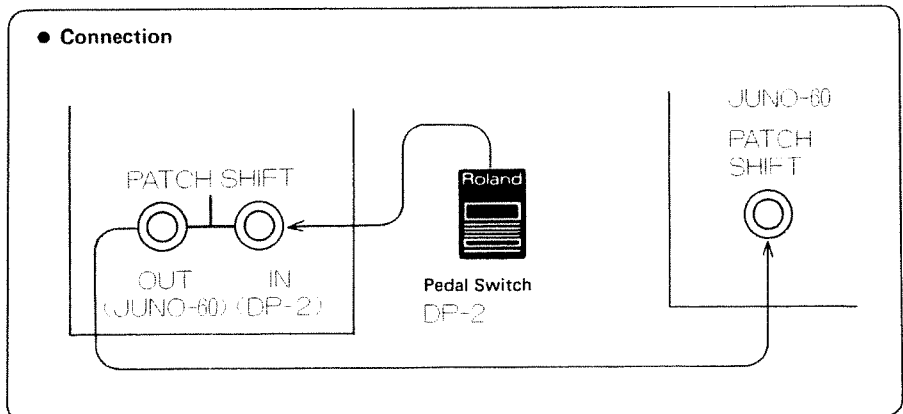 ● Connection
PATCH SHIFT
OUT
(JUNO-60)
IN
(DP-2)
Roland
Pedal Switch
DP-2
JUNO-60
PATCH
SHIFT